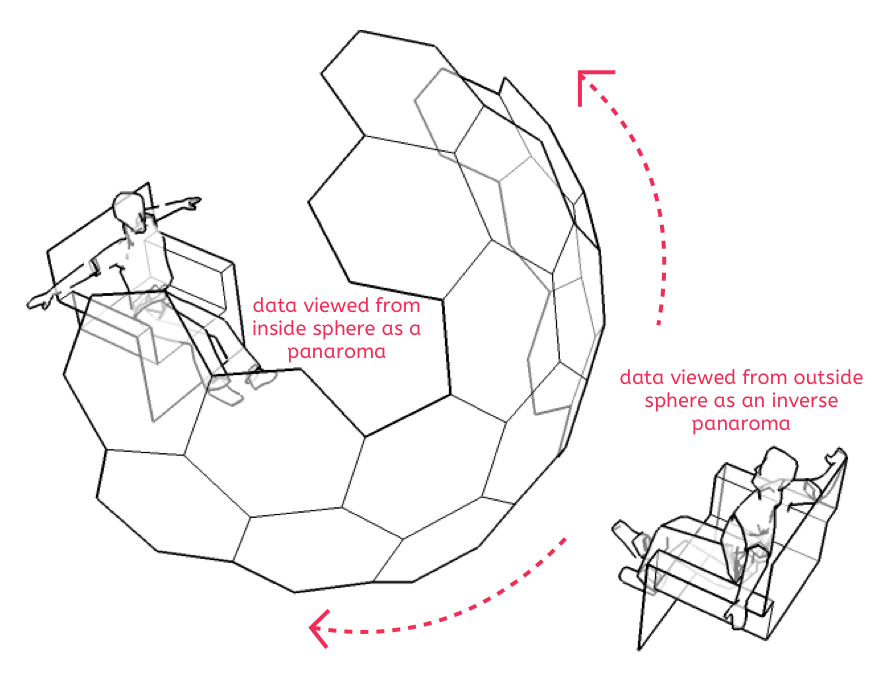 data viewed from
inside sphere as a
panaroma
data viewed from outside
sphere as an inverse
panaroma